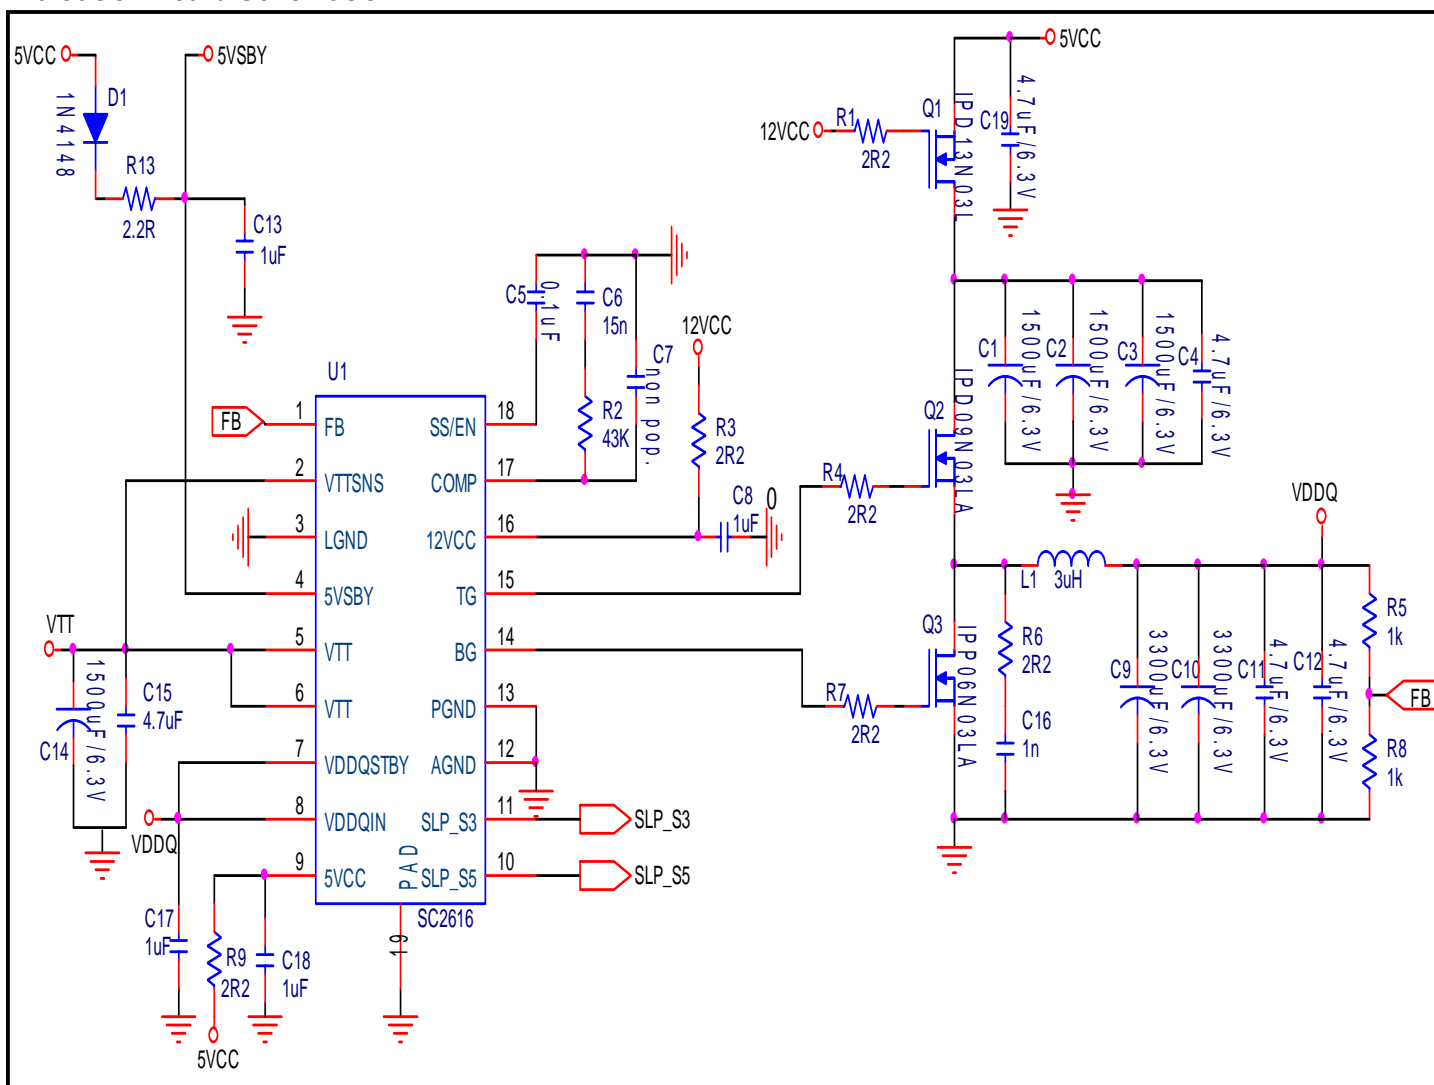 5VCC
5VSBY
D1
1N4148
R13
2.2R
C13
1uF
5VCC
12VCC
R1
2R2
Q1
IPD13N03L
C19
4.7uF/6.3V
C5
0.1uF
C6
15n
C7
non pop.
R2
43K
12VCC
R3
2R2
C8
1uF
0
C1
1500uF/6.3V
C2
1500uF/6.3V
C3
1500uF/6.3V
C4
4.7uF/6.3V
Q2
IPD09N03LA
R4
2R2
U1
FB
1
FB
SS/EN
18
2
VTTSNS
COMP
17
3
LGND
12VCC
16
4
5VSBY
TG
15
VTT
5
VTT
BG
14
6
VTT
PGND
13
7
VDDQSTBY
AGND
12
8
VDDQIN
SLP_S3
11
SLP_S3
9
5VCC
SLP_S5
10
SLP_S5
PAD
19
SC2616
C14
1500uF/6.3V
C15
4.7uF
VDDQ
C17
1uF
R9
2R2
C18
1uF
5VCC
VDDQ
L1
3uH
Q3
IPP06N03LA
R7
2R2
R6
2R2
C16
1n
C9
3300uF/6.3V
C10
3300uF/6.3V
C11
4.7uF/6.3V
C12
4.7uF/6.3V
R5
1k
FB
R8
1k